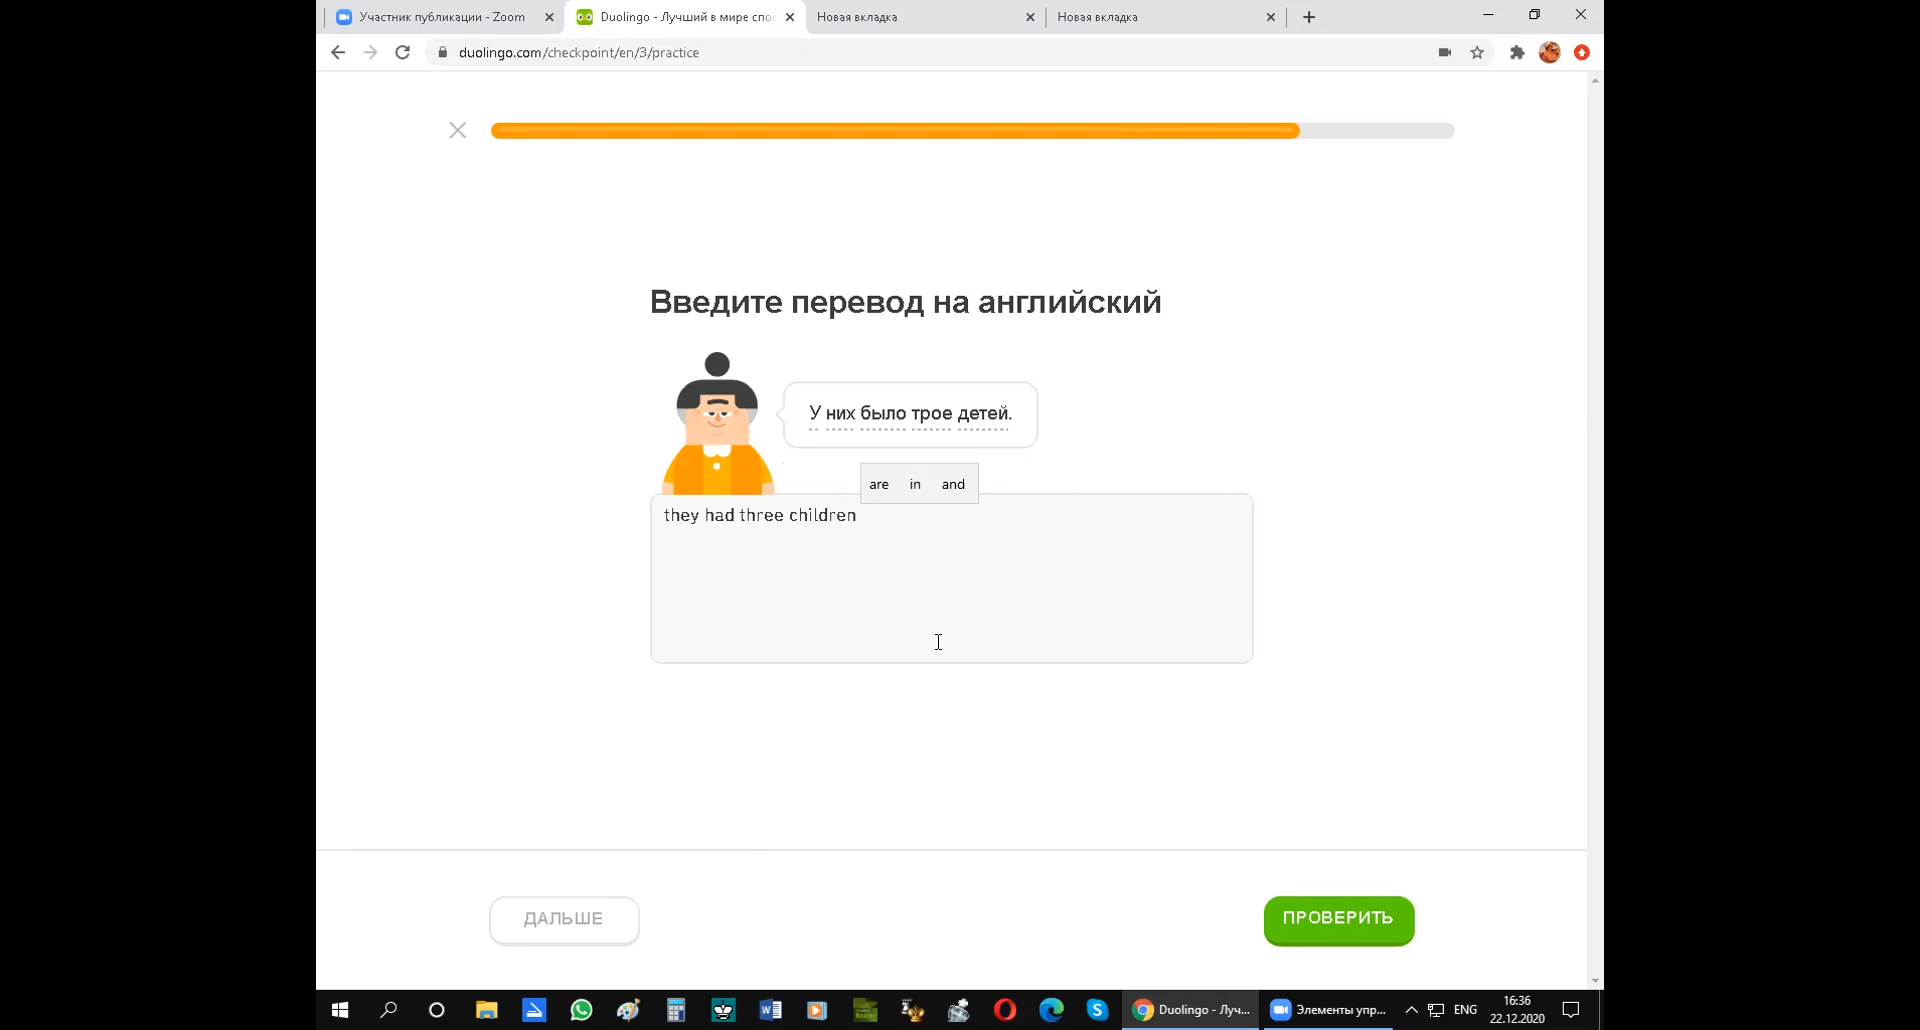 Участник публикации - Zoom
Duolingo - Лучший в мире спо
Новая вкладка
Новая вкладка
duolingo.com/checkpoint/en/3/practice
Введите перевод на английский
У них было трое детей.
are in and
they had three children
ДАЛЬШЕ
ПРОВЕРИТЬ
Duolingo - Луч...
Элементы упр...
ENG
16:36
22.12.2020